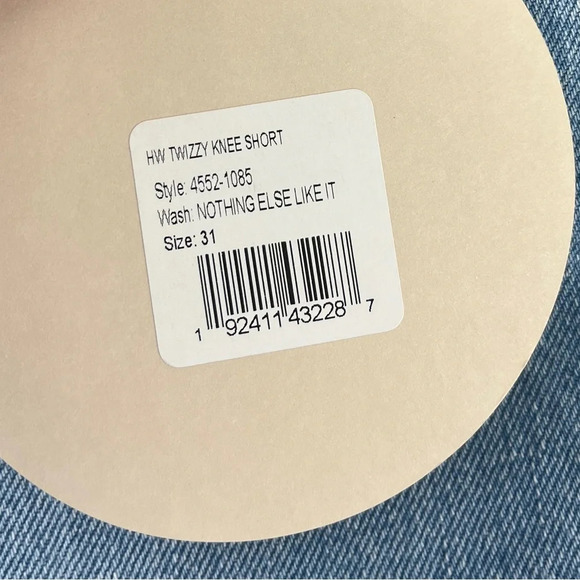 HW TWIZZY KNEE SHORT
Style: 4552-1085
Wash: NOTHING ELSE LIKE IT
Size: 31
1 92411 43228 7